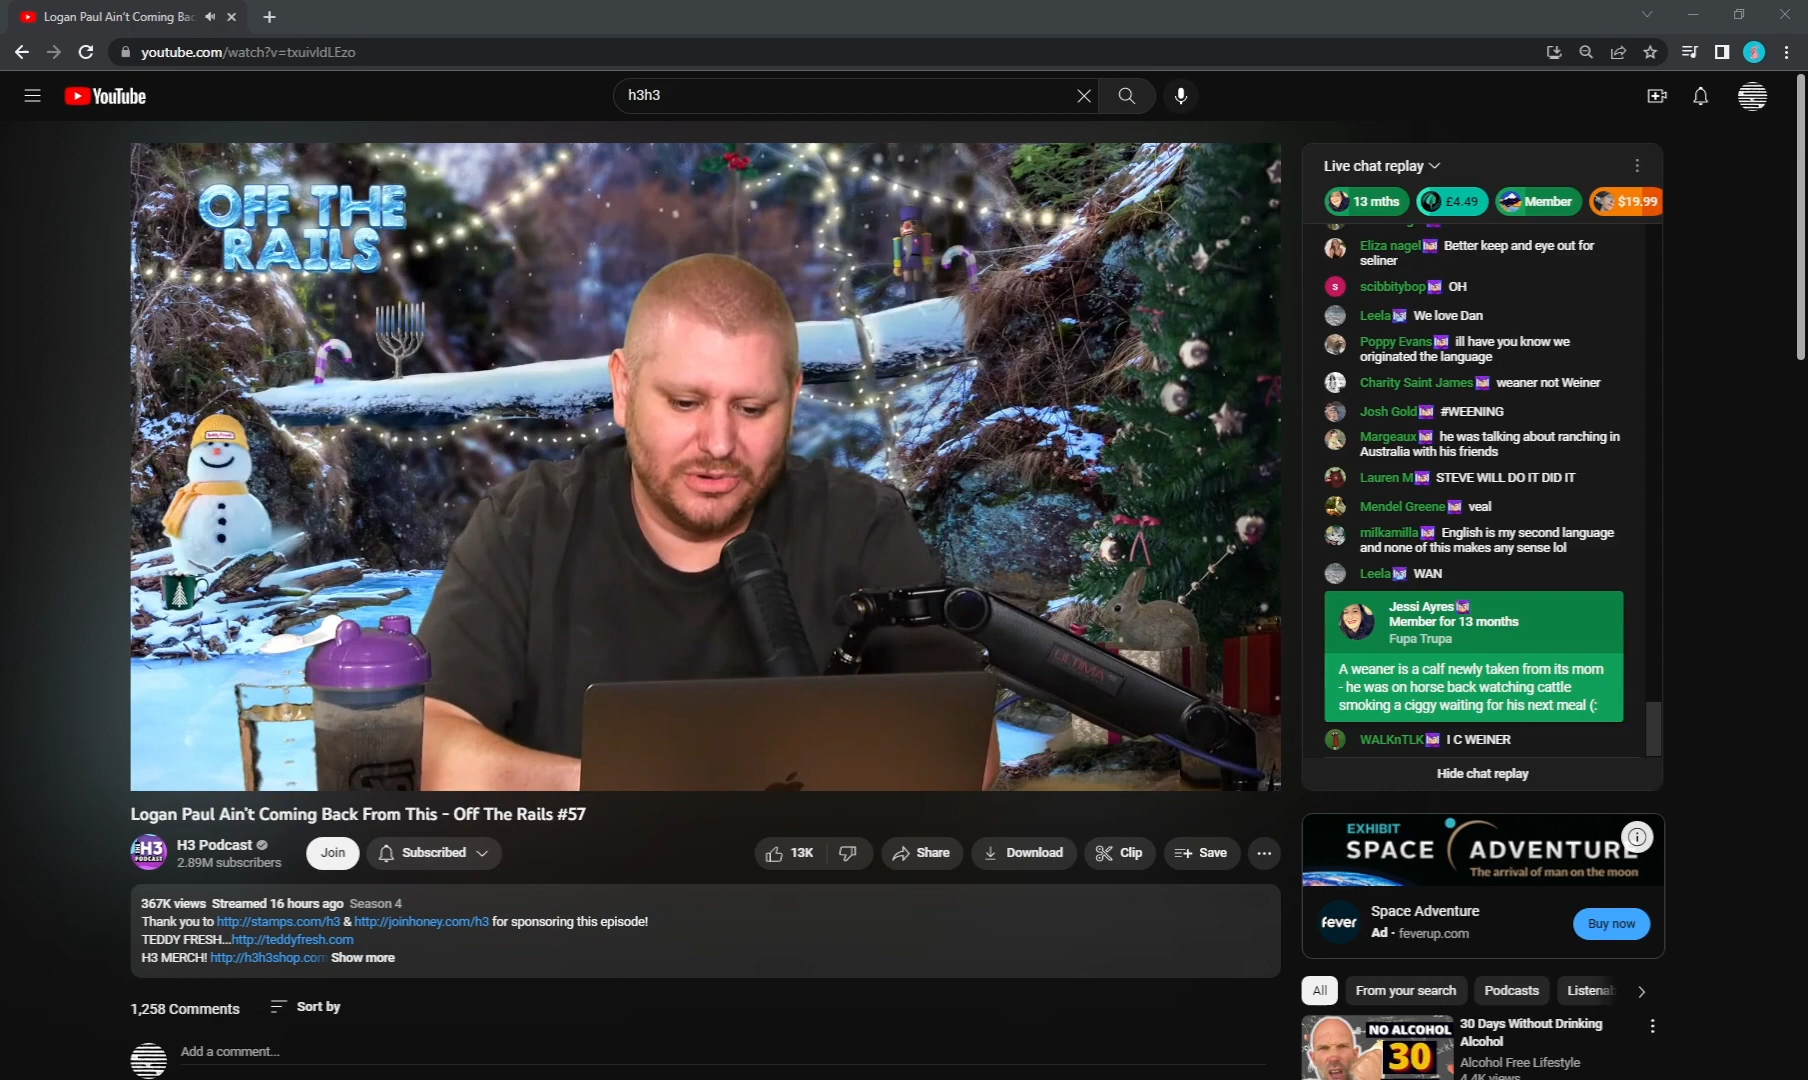 Logan Paul Ain't Coming Bac
youtube.com/watch?v=txuivldLEzo
YouTube
h3h3
OFF THE
RAILS
ULTIMA
Live chat replay
13 mths
£4.49
Member
$19.99
Eliza nagel Better keep and eye out for
seliner
scibbitybop OH
Leela We love Dan
Poppy Evans ill have you know we
originated the language
Charity Saint James weaner not Weiner
Josh Gold #WEENING
Margeaux he was talking about ranching in
Australia with his friends
Lauren M STEVE WILL DO IT DID IT
Mendel Greene veal
milkamilla English is my second language
and none of this makes any sense lol
Leela WAN
Jessi Ayres
Member for 13 months
Fupa Trupa
A weaner is a calf newly taken from its mom
- he was on horse back watching cattle
smoking a ciggy waiting for his next meal (:
WALKnTLK I C WEINER
Hide chat replay
Logan Paul Ain't Coming Back From This - Off The Rails #57
THE H3 PODCAST
H3 Podcast
2.89M subscribers
Join
Subscribed
13K
Share
Download
Clip
Save
367K views Streamed 16 hours ago Season 4
Thank you to http://stamps.com/h3 & http://joinhoney.com/h3 for sponsoring this episode!
TEDDY FRESH...http://teddyfresh.com
H3 MERCH! http://h3h3shop.com Show more
1,258 Comments
Sort by
Add a comment...
EXHIBIT
SPACE ADVENTURE
The arrival of man on the moon
fever
Space Adventure
Ad · feverup.com
Buy now
All
From your search
Podcasts
Listenab
NO ALCOHOL
30
30 Days Without Drinking
Alcohol
Alcohol Free Lifestyle
4.4K views